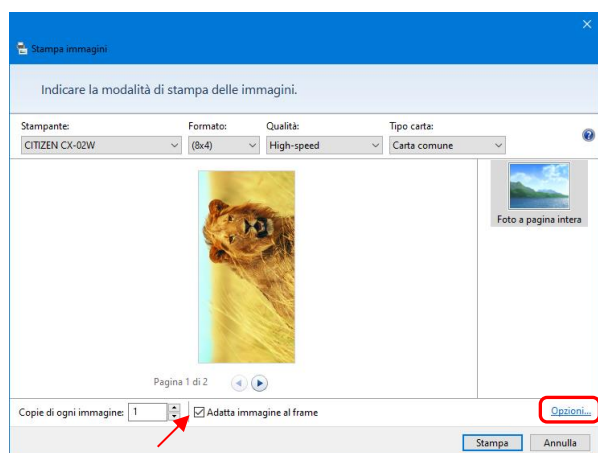 Stampa immagini
Indicare la modalità di stampa delle immagini.
Stampante: Formato: Qualità: Tipo carta:
CITIZEN CX-02W (8x4) High-speed Carta comune
Foto a pagina intera
Pagina 1 di 2
Copie di ogni immagine: 1 Adatta immagine al frame Opzioni...
Stampa Annulla